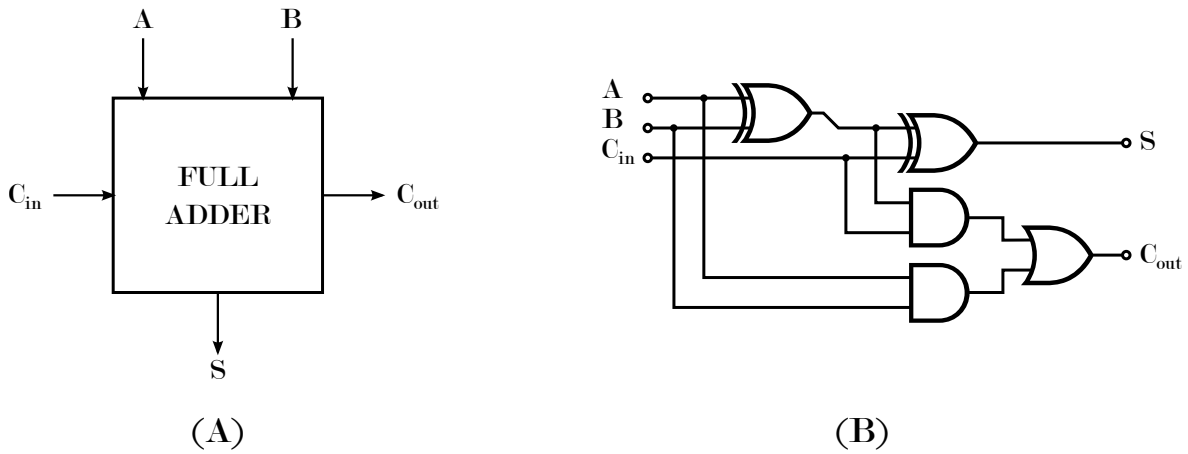 A
B
C_in
FULL
ADDER
C_out
S
(A)
A
B
C_in
S
C_out
(B)